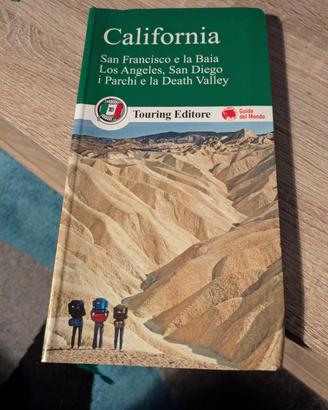 California
San Francisco e la Baia
Los Angeles, San Diego
i Parchi e la Death Valley
Touring Editore
Guide
del Mondo